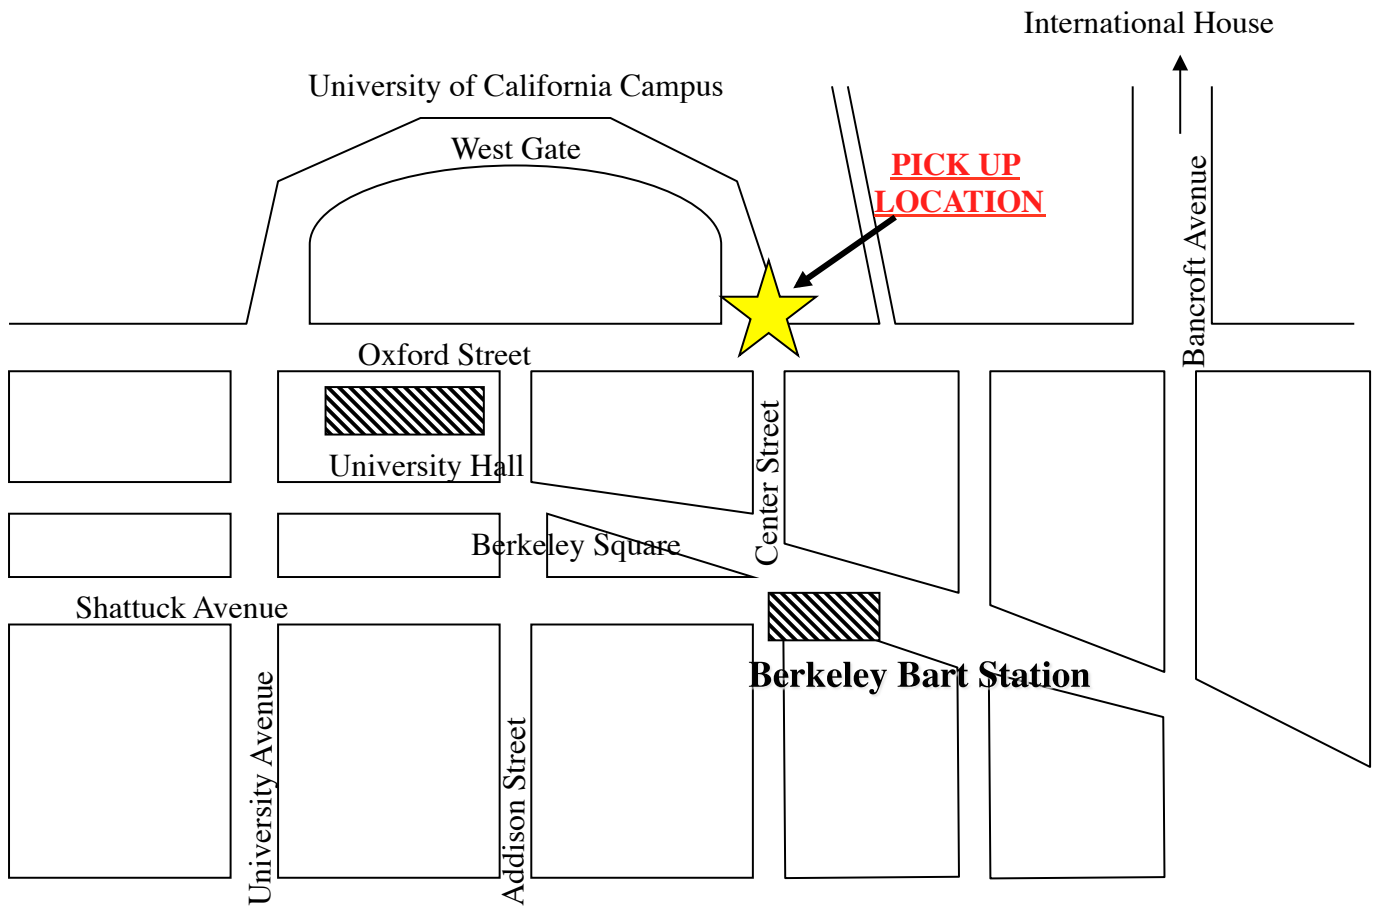 International House
University of California Campus
West Gate
PICK UP
LOCATION
Bancroft Avenue
Oxford Street
University Hall
Center Street
Berkeley Square
Shattuck Avenue
Berkeley Bart Station
University Avenue
Addison Street